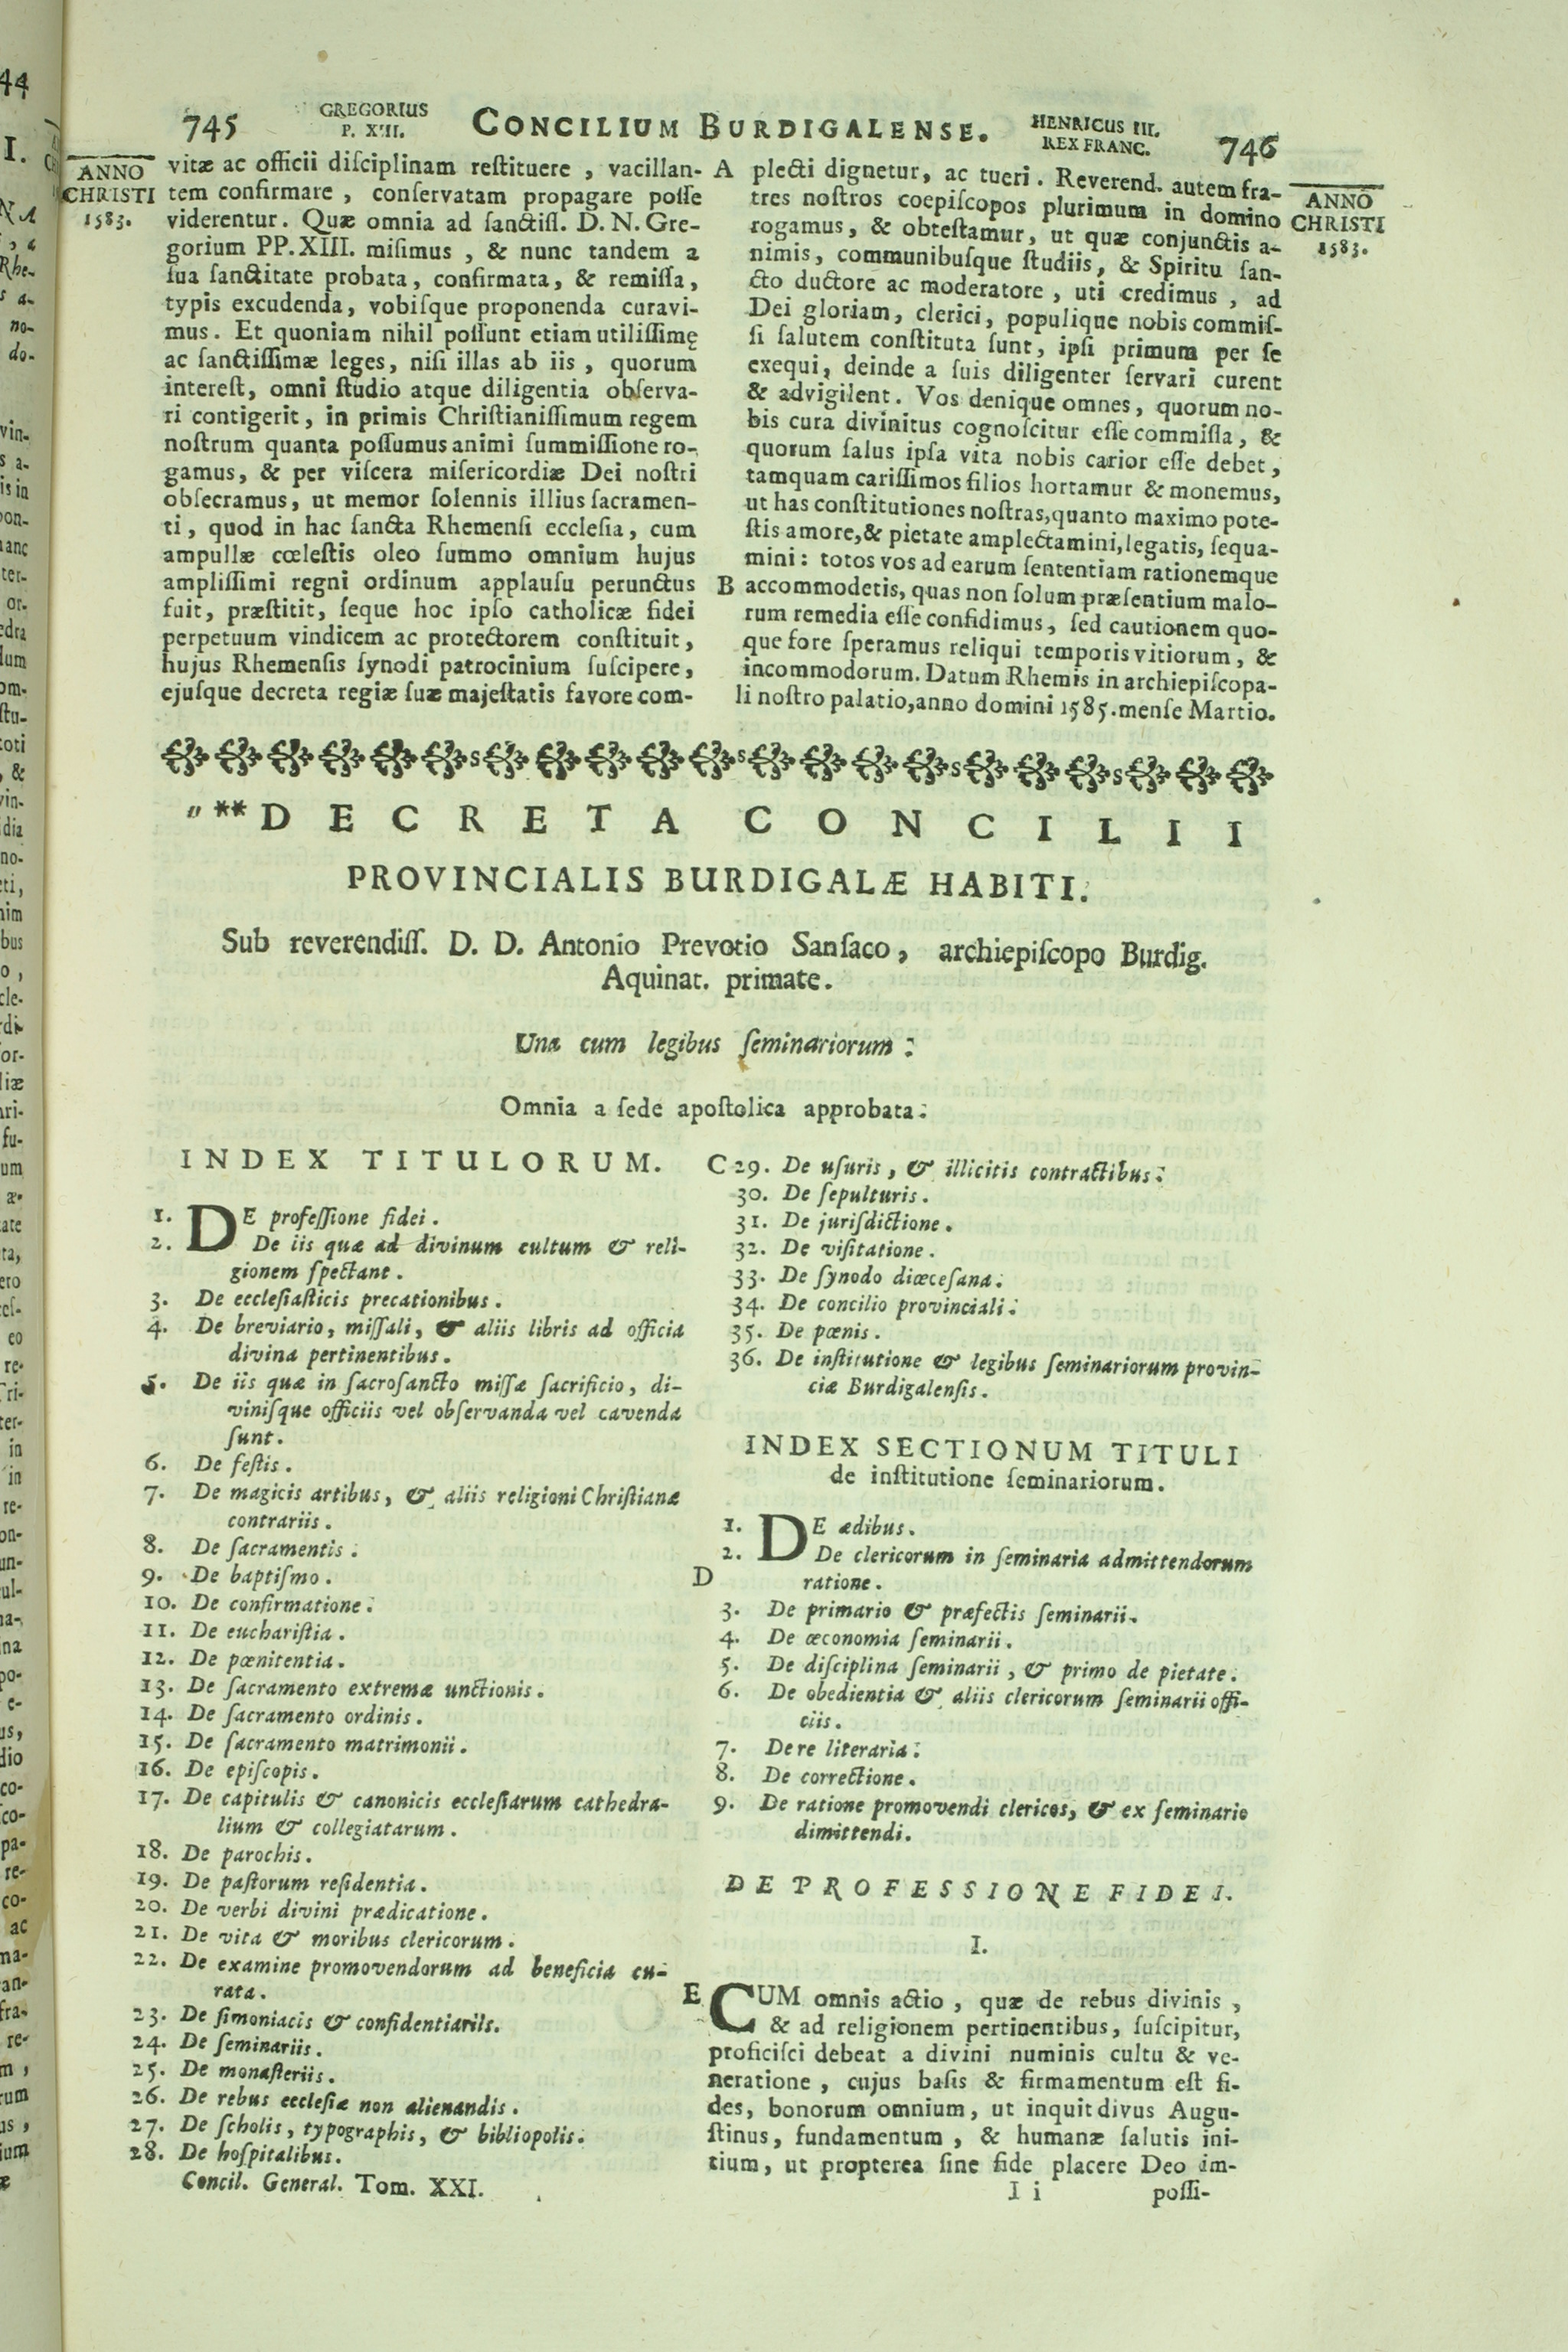 745
GREGORIUS
P. XIII.
CONCILIUM BURDIGALENSE.
HENRICUS III.
REX FRANC.
746
ANNO
CHRISTI
1583.
vitæ ac officii diſciplinam reſtituere, vacillan-
tem confirmare, conſervatam propagare poſſe
viderentur. Quæ omnia ad ſanctiſſ. D. N. Gre-
gorium PP. XIII. miſimus, & nunc tandem a
ſua ſanctitate probata, confirmata, & remiſſa,
typis excudenda, vobiſque proponenda curavi-
mus. Et quoniam nihil poſſunt etiam utiliſſimę
ac ſanctiſſimæ leges, niſi illas ab iis, quorum
intereſt, omni ſtudio atque diligentia obſerva-
ri contigerit, in primis Chriſtianiſſimum regem
noſtrum quanta poſſumus animi ſummiſſione ro-
gamus, & per viſcera miſericordiæ Dei noſtri
obſecramus, ut memor ſolennis illius ſacramen-
ti, quod in hac ſancta Rhemenſi eccleſia, cum
ampullæ cœleſtis oleo ſummo omnium hujus
ampliſſimi regni ordinum applauſu perunctus
fuit, præſtitit, ſeque hoc ipſo catholicæ fidei
perpetuum vindicem ac protectorem conſtituit,
hujus Rhemenſis ſynodi patrocinium ſuſcipere,
ejuſque decreta regiæ ſuæ majeſtatis favore com-
A
B
plecti dignetur, ac tueri. Reverend. autem fra-
tres noſtros coepiſcopos plurimum in domino
rogamus, & obteſtamur, ut quæ conjunctis a-
nimis, communibuſque ſtudiis, & Spiritu ſan-
cto ductore ac moderatore, uti credimus, ad
Dei gloriam, clerici, populique nobis commiſ-
ſi ſalutem conſtituta ſunt, ipſi primum per ſe
exequi, deinde a ſuis diligenter ſervari curent
& advigilent. Vos denique omnes, quorum no-
bis cura divinitus cognoſcitur eſſe commiſſa, &
quorum ſalus ipſa vita nobis carior eſſe debet,
tamquam cariſſimos filios hortamur & monemus,
ut has conſtitutiones noſtras, quanto maximo pote-
ſtis amore, & pietate amplectamini, legatis, ſequa-
mini: totos vos ad earum ſententiam rationemque
accommodetis, quas non ſolum præſentium malo-
rum remedia eſſe confidimus, ſed cautionem quo-
que fore ſperamus reliqui temporis vitiorum, &
incommodorum. Datum Rhemis in archiepiſcopa-
li noſtro palatio, anno domini 1585. menſe Martio.
ANNO
CHRISTI
1583.
"** DECRETA CONCILII
PROVINCIALIS BURDIGALÆ HABITI.
Sub reverendiſſ. D. D. Antonio Prevotio Sanſaco, archiepiſcopo Burdig.
Aquinat. primate.
Una cum legibus ſeminariorum:
Omnia a ſede apoſtolica approbata:
INDEX TITULORUM.
1. DE profeſſione fidei.
2. De iis quæ ad divinum cultum & reli-
gionem ſpectant.
3. De eccleſiaſticis precationibus.
4. De breviario, miſſali, & aliis libris ad officia
divina pertinentibus.
5. De iis quæ in ſacroſancto miſſæ ſacrificio, di-
viniſque officiis vel obſervanda vel cavenda
ſunt.
6. De feſtis.
7. De magicis artibus, & aliis religioni Chriſtianæ
contrariis.
8. De ſacramentis.
9. De baptiſmo.
10. De confirmatione.
11. De euchariſtia.
12. De pœnitentia.
13. De ſacramento extremæ unctionis.
14. De ſacramento ordinis.
15. De ſacramento matrimonii.
16. De epiſcopis.
17. De capitulis & canonicis eccleſiarum cathedra-
lium & collegiatarum.
18. De parochis.
19. De paſtorum reſidentia.
20. De verbi divini prædicatione.
21. De vita & moribus clericorum.
22. De examine promovendorum ad beneficia cu-
rata.
23. De ſimoniacis & confidentiariis.
24. De ſeminariis.
25. De monaſteriis.
26. De rebus eccleſiæ non alienandis.
27. De ſcholis, typographis, & bibliopolis.
28. De hoſpitalibus.
Concil. General. Tom. XXI.
C
29. De uſuris, & illicitis contractibus:
30. De ſepulturis.
31. De juriſdictione.
32. De viſitatione.
33. De ſynodo diœceſana.
34. De concilio provinciali.
35. De pœnis.
36. De inſtitutione & legibus ſeminariorum provin-
ciæ Burdigalenſis.
INDEX SECTIONUM TITULI
de inſtitutione ſeminariorum.
1. DE ædibus.
2. De clericorum in ſeminaria admittendorum
D
ratione.
3. De primario & præfectis ſeminarii.
4. De œconomia ſeminarii.
5. De diſciplina ſeminarii, & primo de pietate.
6. De obedientia & aliis clericorum ſeminarii offi-
ciis.
7. De re literaria.
8. De correctione.
9. De ratione promovendi clericos, & ex ſeminario
dimittendi.
DE PROFESSIONE FIDEI.
I.
E
CUM omnis actio, quæ de rebus divinis,
& ad religionem pertinentibus, ſuſcipitur,
proficiſci debeat a divini numinis cultu & ve-
neratione, cujus baſis & firmamentum eſt fi-
des, bonorum omnium, ut inquit divus Augu-
ſtinus, fundamentum, & humanæ ſalutis ini-
tium, ut propterea ſine fide placere Deo im-
I i
poſſi-